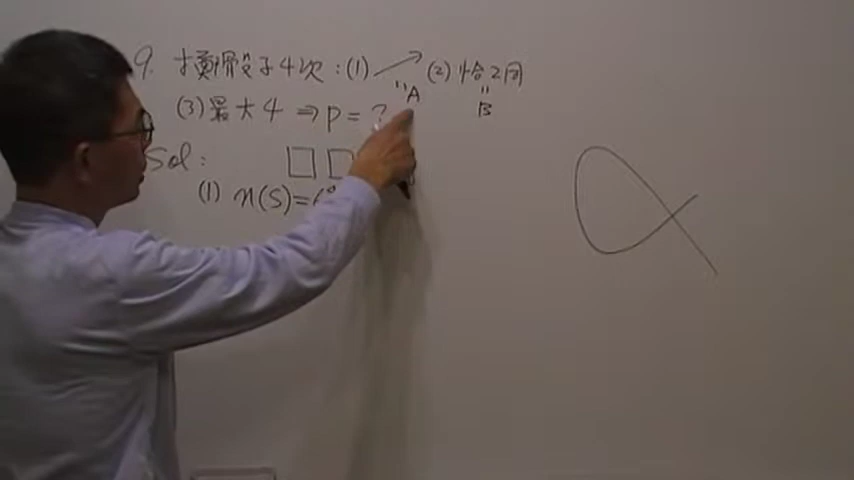 9. 擲骰子4次:(1) ↗ (2) 恰2同
"A
"
B
(3) 最大4 ⇒ P = ?
Sol:
(1) n(S)=6